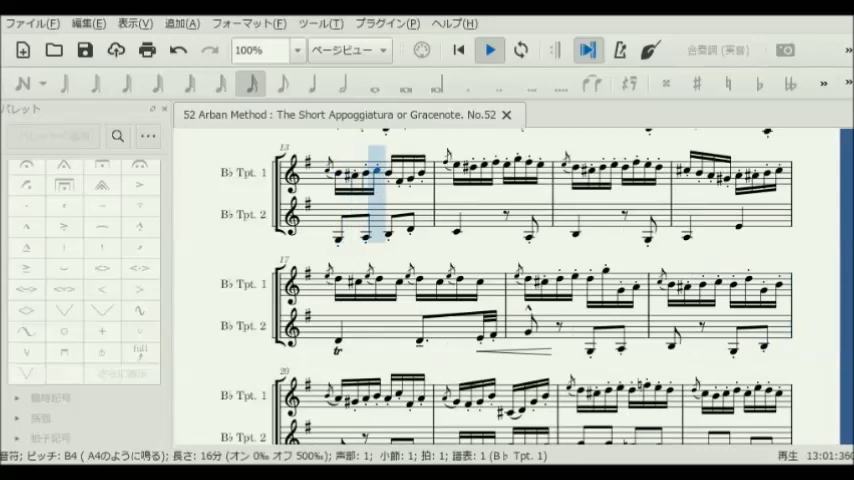 ファイル(F) 編集(E) 表示(V) 追加(A) フォーマット(F) ツール(T) プラグイン(P) ヘルプ(H)
100% ページビュー 合奏調 (実音)
パレット
52 Arban Method : The Short Appoggiatura or Gracenote. No.52
13
B♭ Tpt. 1
B♭ Tpt. 2
17
B♭ Tpt. 1
B♭ Tpt. 2
tr
full
20
B♭ Tpt. 1
B♭ Tpt. 2
臨時記号
拍子記号
音符; ピッチ: B4 ( A4のように鳴る); 長さ: 16分 (オン 0‰ オフ 500‰); 声部: 1; 小節: 1; 拍: 1; 譜表: 1 (B♭ Tpt. 1) 再生 13:01:360